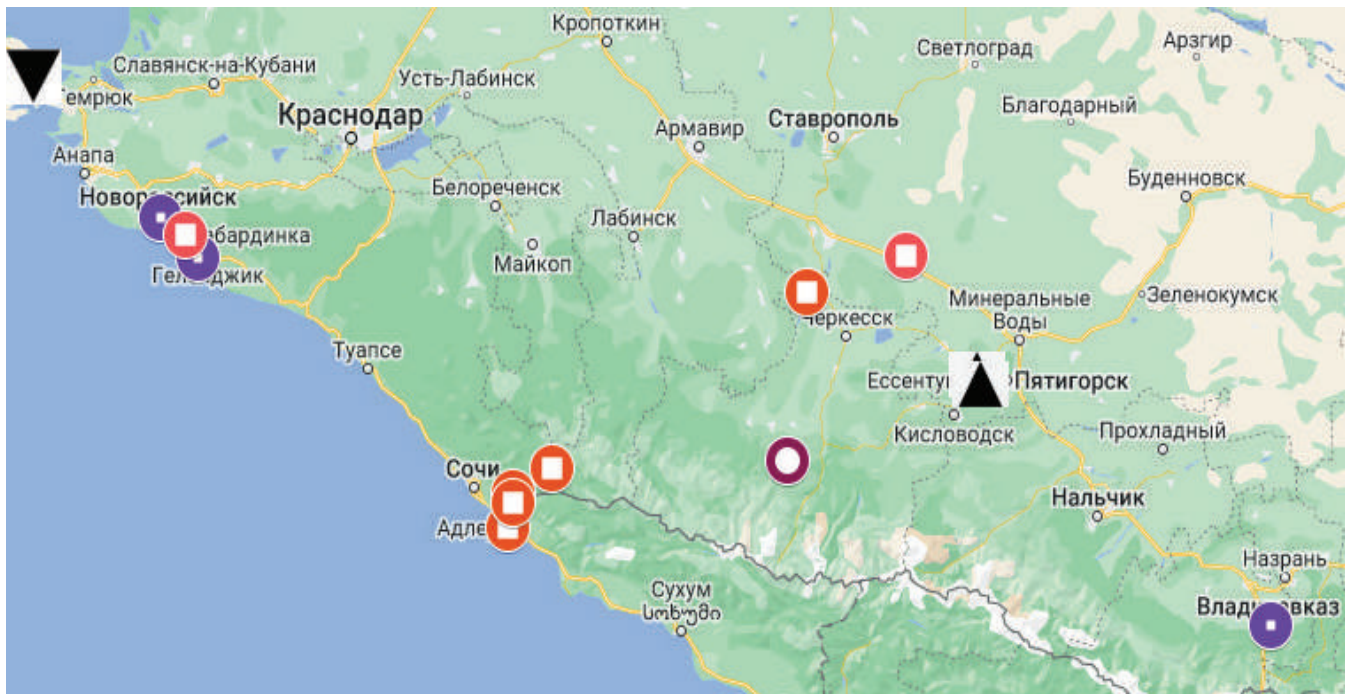 Кропоткин
Светлоград
Арзгир
Славянск-на-Кубани
Усть-Лабинск
Благодарный
Краснодар
Армавир
Ставрополь
Анапа
Белореченск
Буденновск
Лабинск
Майкоп
Зеленокумск
Минеральные
Воды
Туапсе
Пятигорск
Кисловодск
Прохладный
Сочи
Нальчик
Назрань
Сухум
სოხუმი